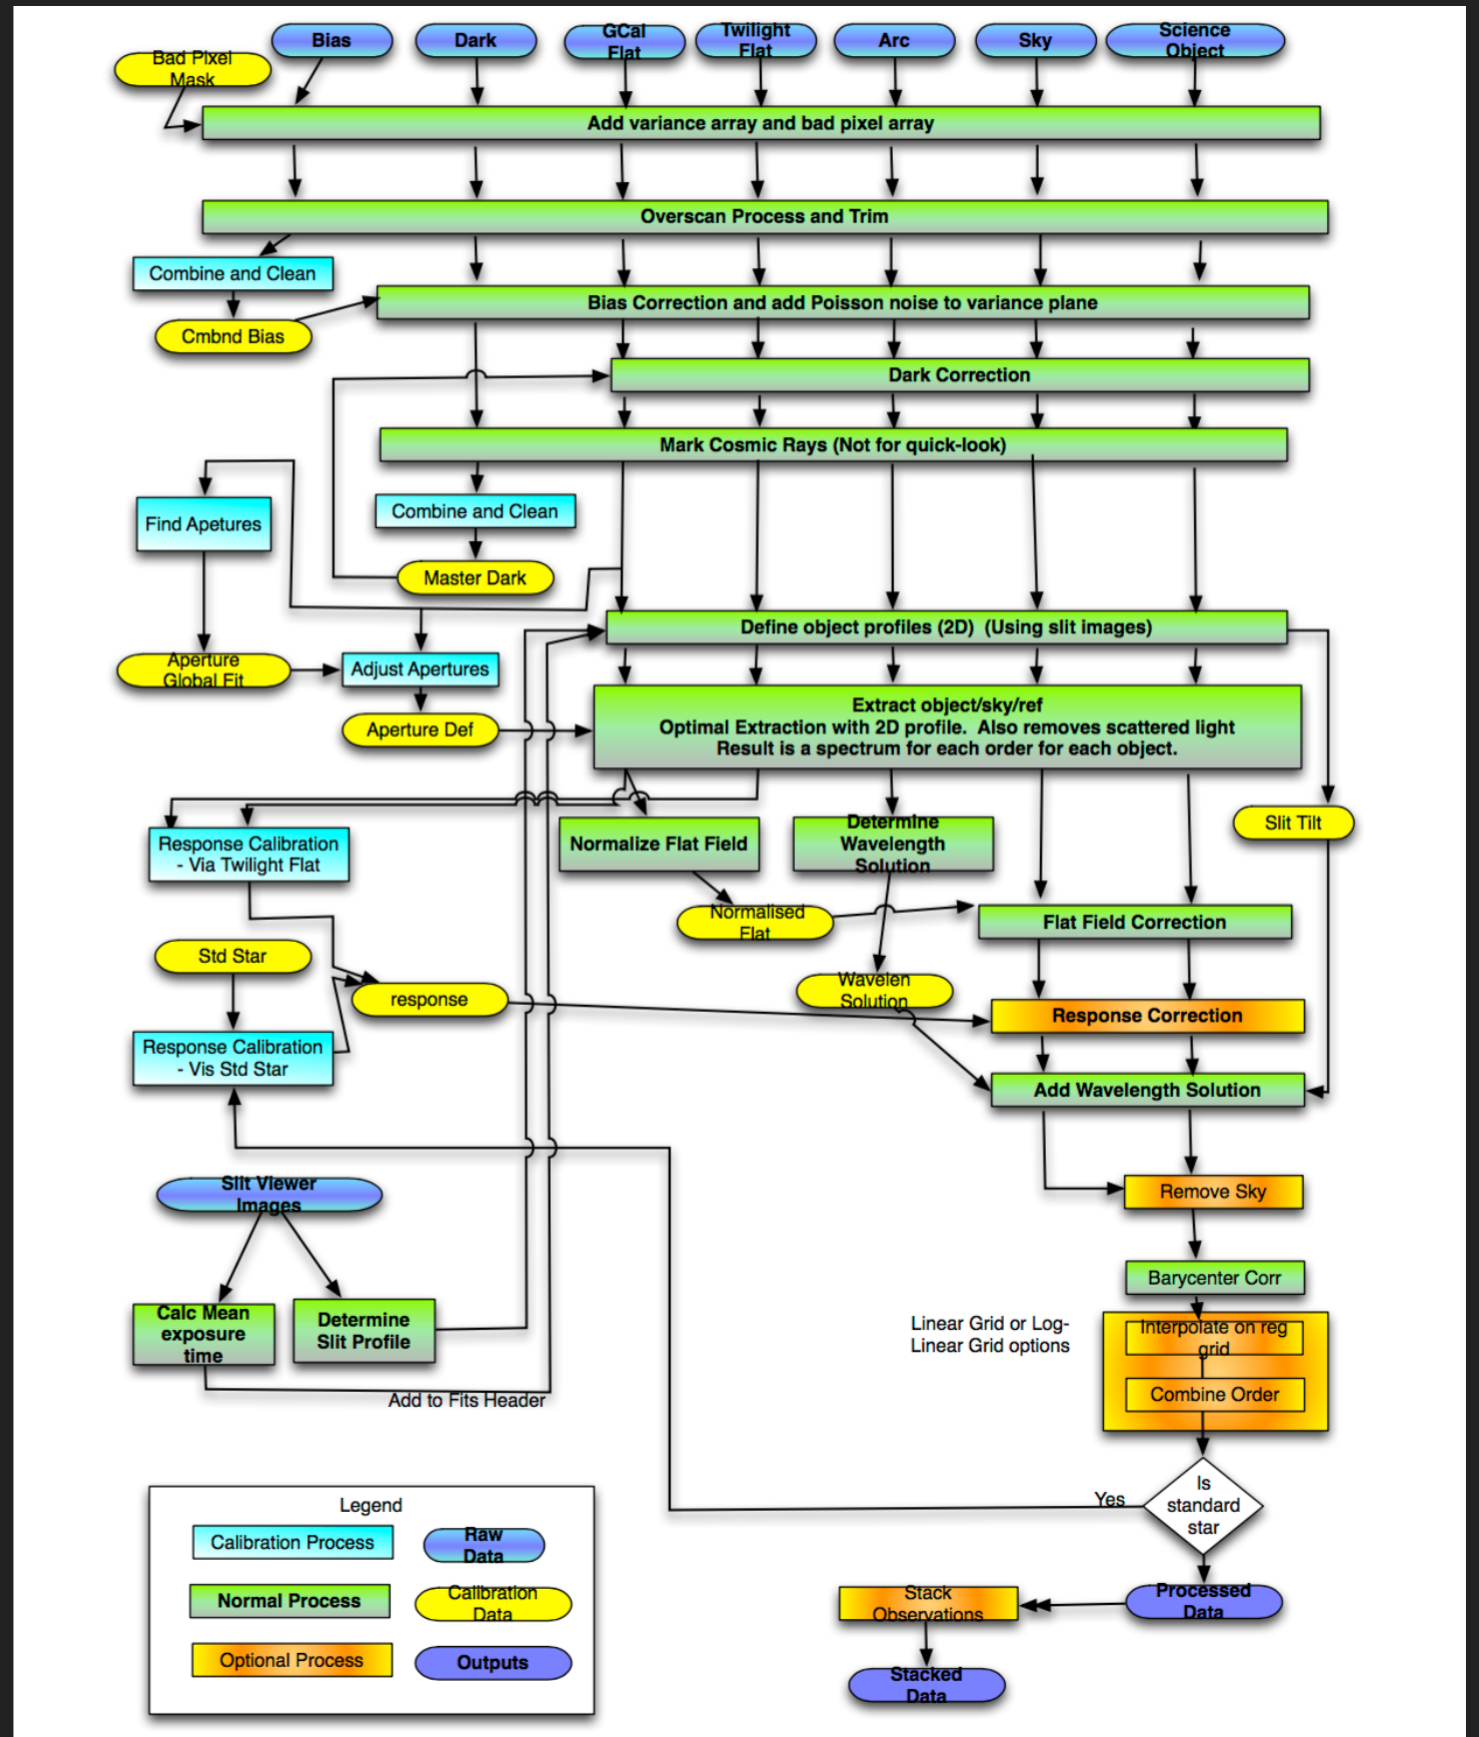 Bias
Dark
GCal
Flat
Twilight
Flat
Arc
Sky
Science
Object
Bad Pixel
Mask
Add variance array and bad pixel array
Overscan Process and Trim
Combine and Clean
Bias Correction and add Poisson noise to variance plane
Cmbnd Bias
Dark Correction
Mark Cosmic Rays (Not for quick-look)
Find Apetures
Combine and Clean
Master Dark
Define object profiles (2D)  (Using slit images)
Aperture
Global Fit
Adjust Apertures
Aperture Def
Extract object/sky/ref
Optimal Extraction with 2D profile.  Also removes scattered light
Result is a spectrum for each order for each object.
Slit Tilt
Response Calibration
- Via Twilight Flat
Normalize Flat Field
Determine
Wavelength
Solution
Normalised
Flat
Flat Field Correction
Std Star
Wavelen
Solution
response
Response Correction
Response Calibration
- Vis Std Star
Add Wavelength Solution
Slit Viewer
Images
Remove Sky
Barycenter Corr
Calc Mean
exposure
time
Determine
Slit Profile
Linear Grid or Log-
Linear Grid options
Interpolate on reg
grid
Combine Order
Add to Fits Header
Yes
Is
standard
star
Legend
Calibration Process
Raw
Data
Normal Process
Calibration
Data
Optional Process
Outputs
Stack
Observations
Processed
Data
Stacked
Data